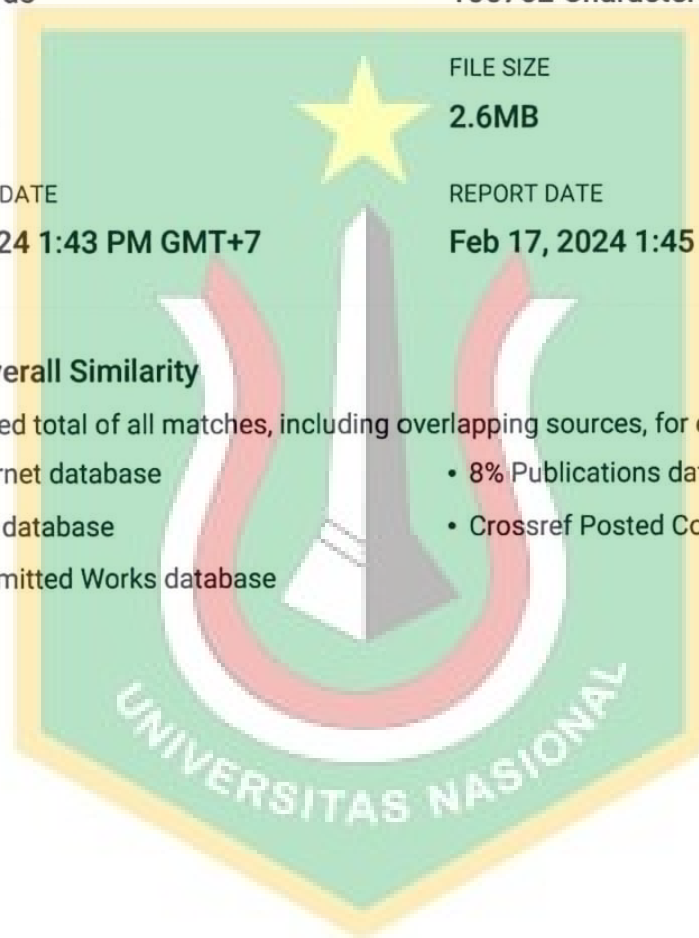 FILE SIZE
2.6MB
DATE
REPORT DATE
24 1:43 PM GMT+7
Feb 17, 2024 1:45
erall Similarity
ed total of all matches, including overlapping sources, for
rnet database
• 8% Publications da
database
• Crossref Posted Co
mitted Works database
UNIVERSITAS NASIONAL